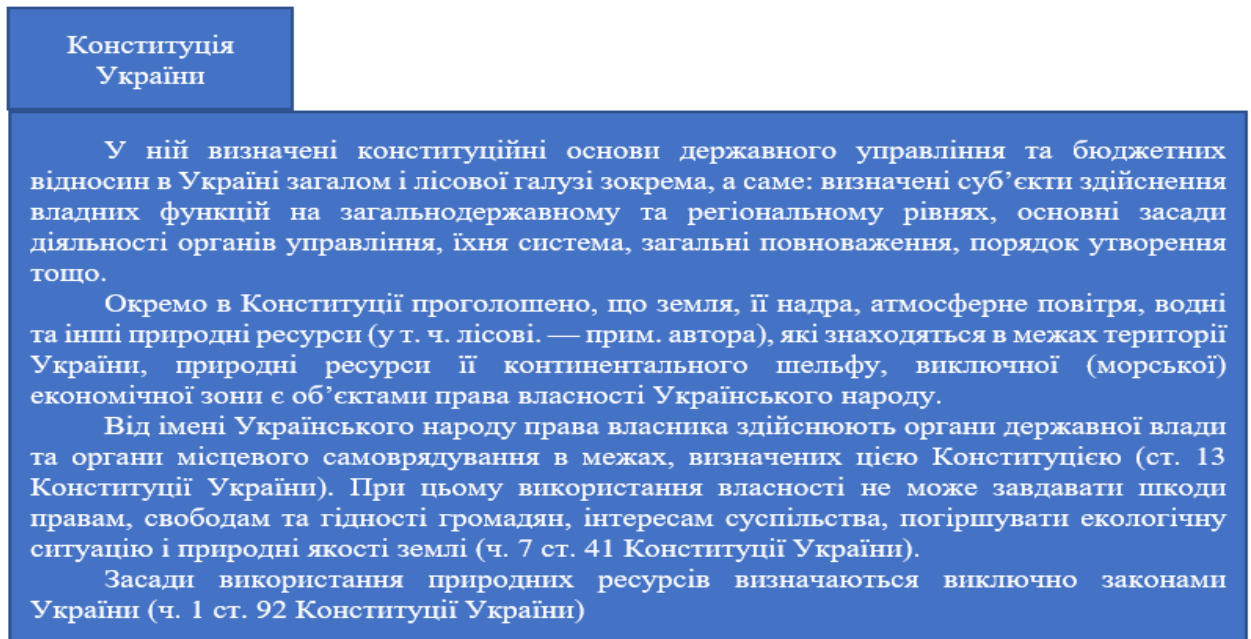 Конституція
України
У ній визначені конституційні основи державного управління та бюджетних
відносин в Україні загалом і лісової галузі зокрема, а саме: визначені суб’єкти здійснення
владних функцій на загальнодержавному та регіональному рівнях, основні засади
діяльності органів управління, їхня система, загальні повноваження, порядок утворення
тощо.
Окремо в Конституції проголошено, що земля, її надра, атмосферне повітря, водні
та інші природні ресурси (у т. ч. лісові. — прим. автора), які знаходяться в межах території
України, природні ресурси її континентального шельфу, виключної (морської)
економічної зони є об’єктами права власності Українського народу.
Від імені Українського народу права власника здійснюють органи державної влади
та органи місцевого самоврядування в межах, визначених цією Конституцією (ст. 13
Конституції України). При цьому використання власності не може завдавати шкоди
правам, свободам та гідності громадян, інтересам суспільства, погіршувати екологічну
ситуацію і природні якості землі (ч. 7 ст. 41 Конституції України).
Засади використання природних ресурсів визначаються виключно законами
України (ч. 1 ст. 92 Конституції України)